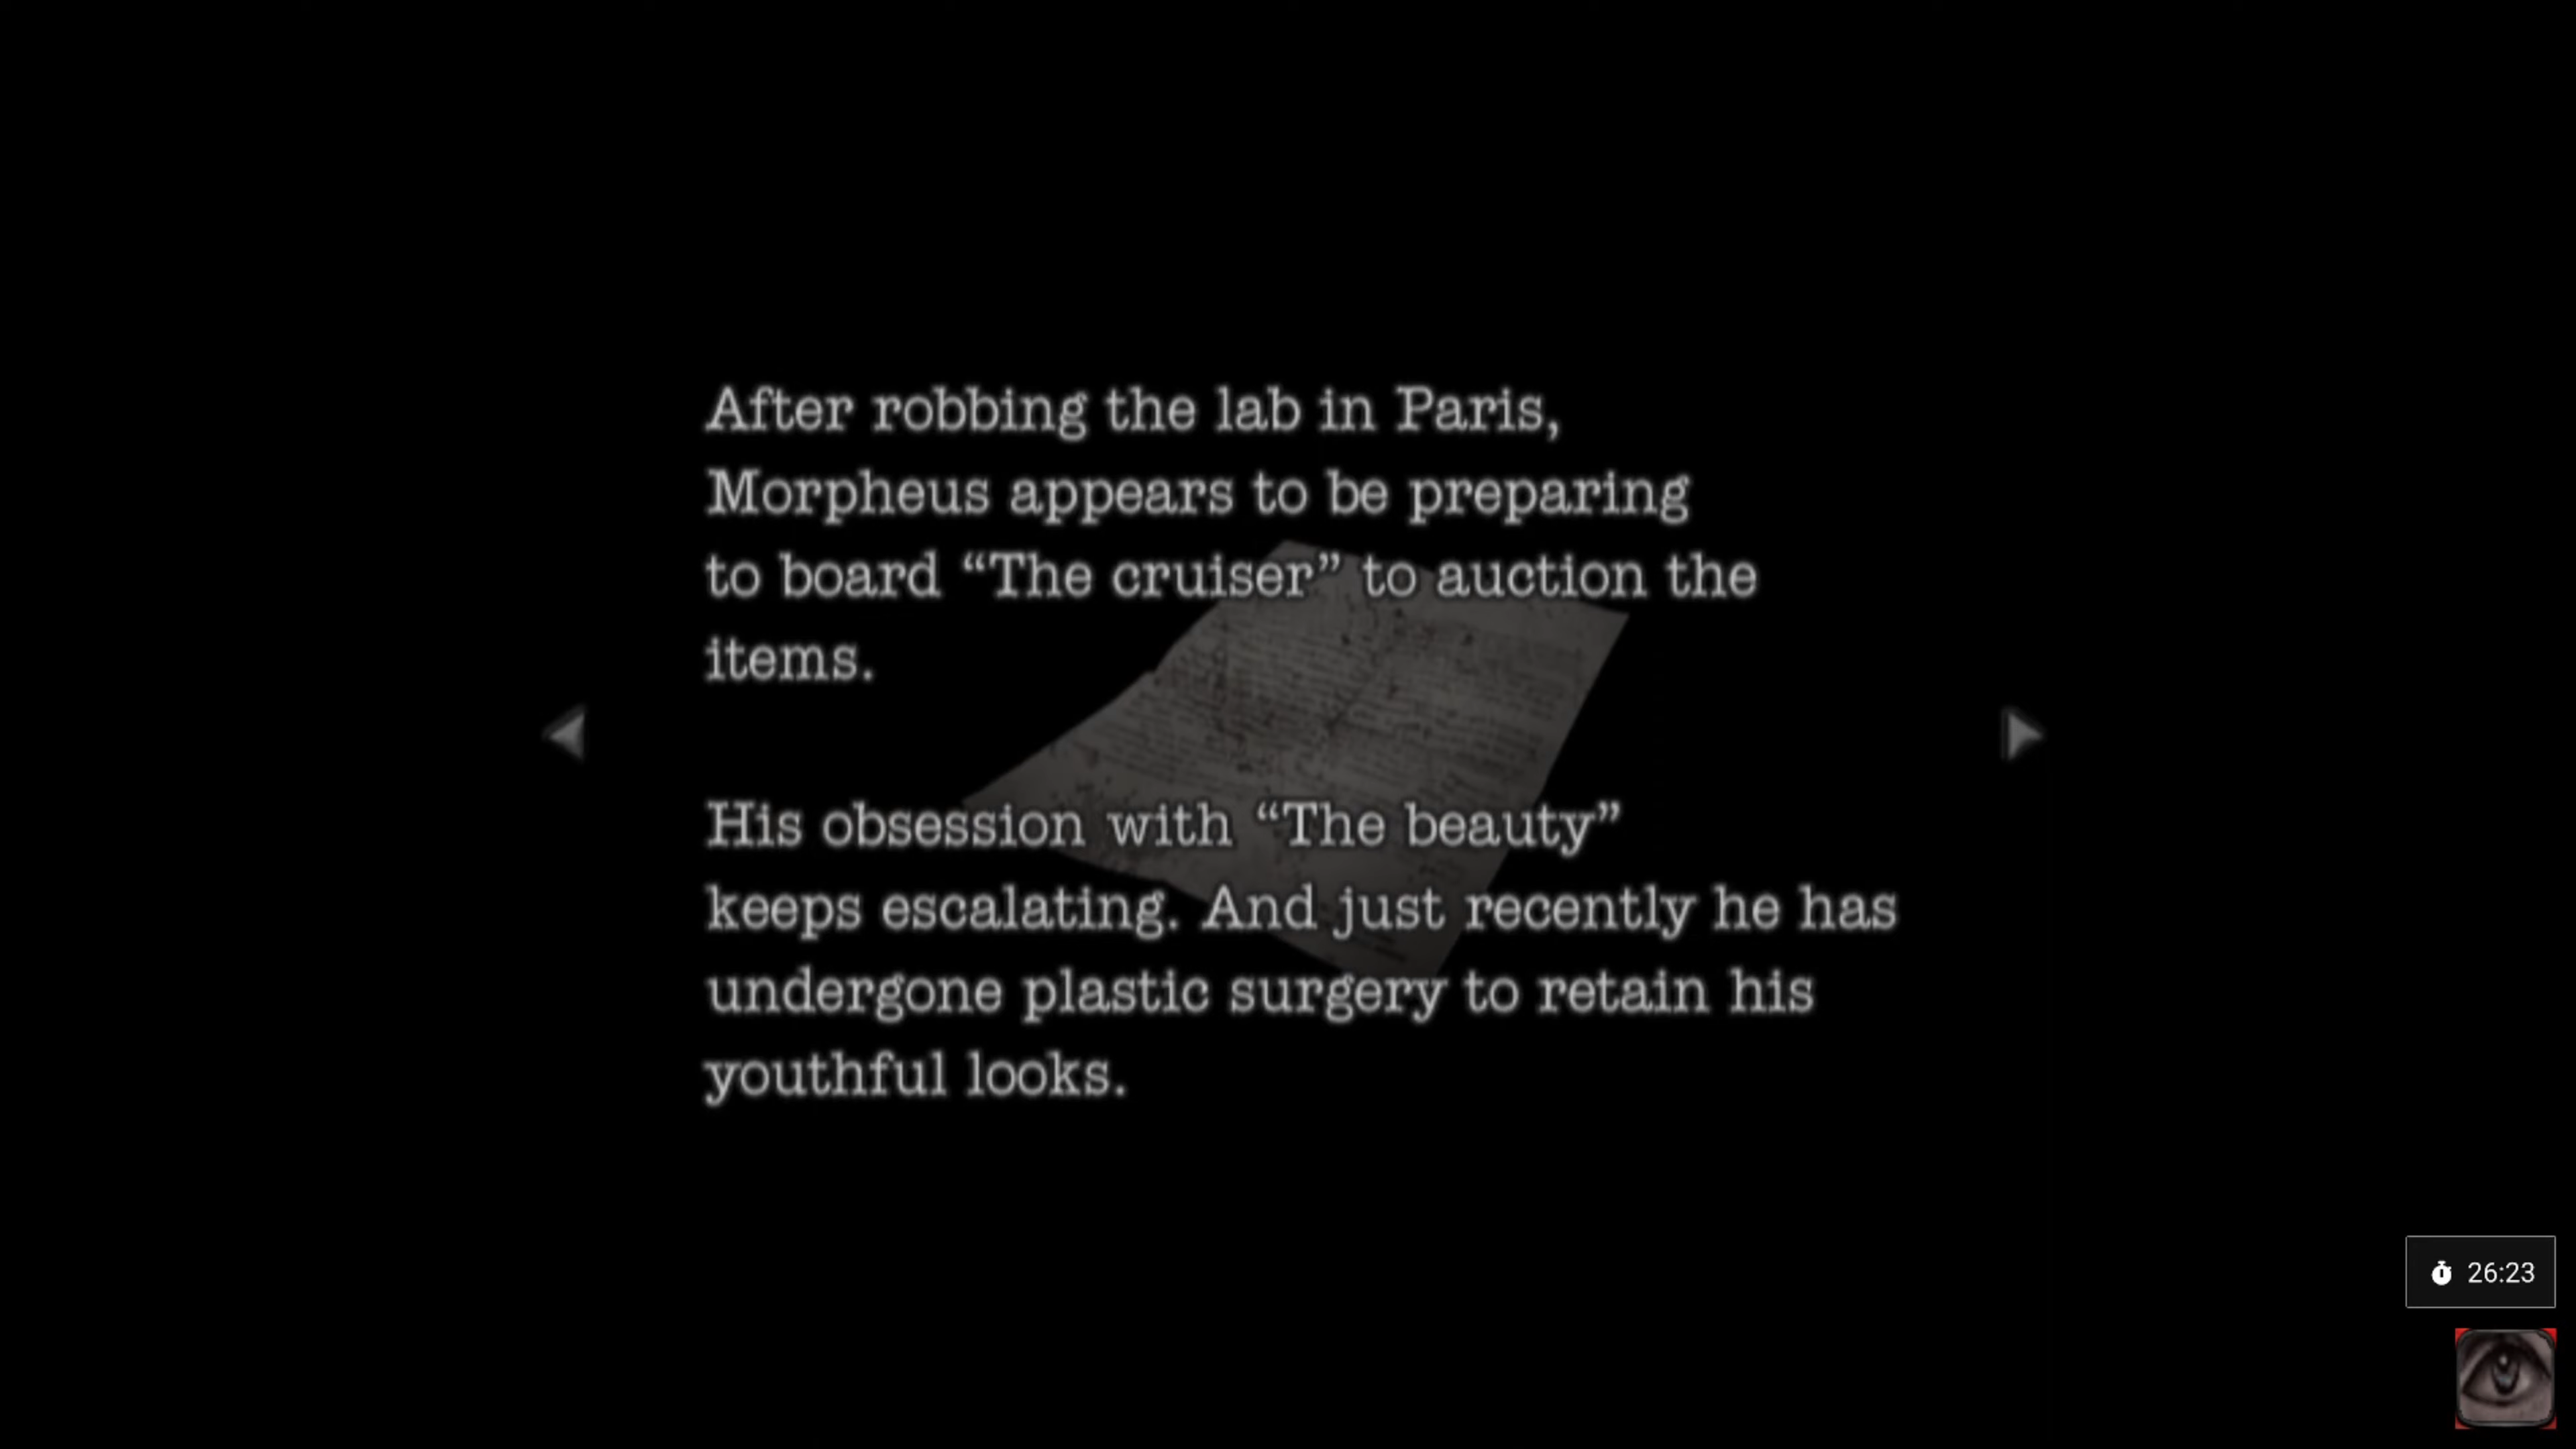 After robbing the lab in Paris,
Morpheus appears to be preparing
to board “The cruiser” to auction the
items.
His obsession with “The beauty”
keeps escalating. And just recently he has
undergone plastic surgery to retain his
youthful looks.
26:23